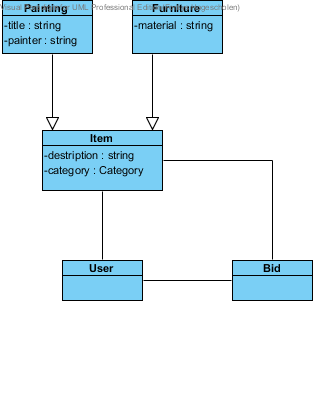 Painting
-title : string
-painter : string
Furniture
-material : string
Item
-destription : string
-category : Category
User
Bid